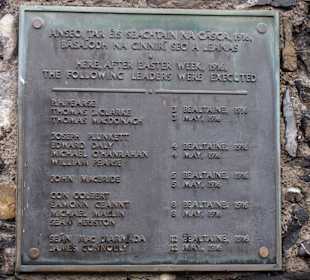 ANSEO, TAR ÉIS SEACHTAIN NA CÁSCA, 1916,
BÁSAÍODH NA CINNIRÍ SEO A LEANAS
HERE, AFTER EASTER WEEK, 1916,
THE FOLLOWING LEADERS WERE EXECUTED
P.H. PEARSE
THOMAS J. CLARKE 3 BEALTAINE, 1916
THOMAS MACDONAGH 3 MAY, 1916
JOSEPH PLUNKETT
EDWARD DALY 4 BEALTAINE, 1916
MICHAEL O'HANRAHAN 4 MAY, 1916
WILLIAM PEARSE
JOHN MACBRIDE 5 BEALTAINE, 1916
5 MAY, 1916
CON COLBERT
EAMONN CEANNT 8 BEALTAINE, 1916
MICHAEL MALLIN 8 MAY, 1916
SEAN HEUSTON
SEÁN MAC DIARMADA 12 BEALTAINE, 1916
JAMES CONNOLLY 12 MAY, 1916